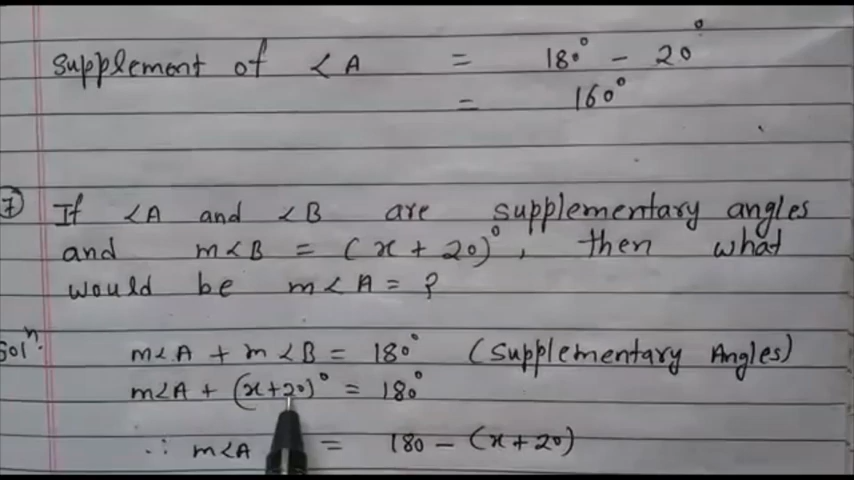 Supplement of ∠A = 180° - 20°
= 160°
7 If ∠A and ∠B are supplementary angles
and m∠B = (x + 20)°, then what
would be m∠A = ?
Solⁿ. m∠A + m∠B = 180° (Supplementary Angles)
m∠A + (x+20)° = 180°
∴ m∠A = 180 - (x+20)